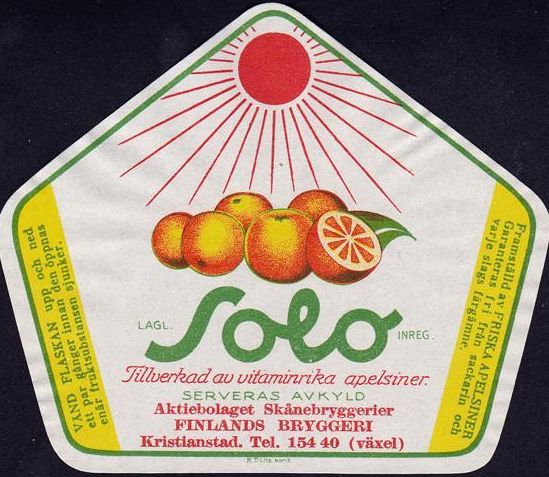 LAGL.
Solo
INREG.
Tillverkad av vitaminrika apelsiner.
SERVERAS AVKYLD
Aktiebolaget Skånebryggerier
FINLANDS BRYGGERI
Kristianstad. Tel. 154 40 (växel)
VÄND FLASKAN upp och ned
ett par gånger innan den öppnas
enär fruktsubstansen sjunker.
Framställd av FRISKA APELSINER
Garanteras fri från sackarin och
varje slags färgämne.